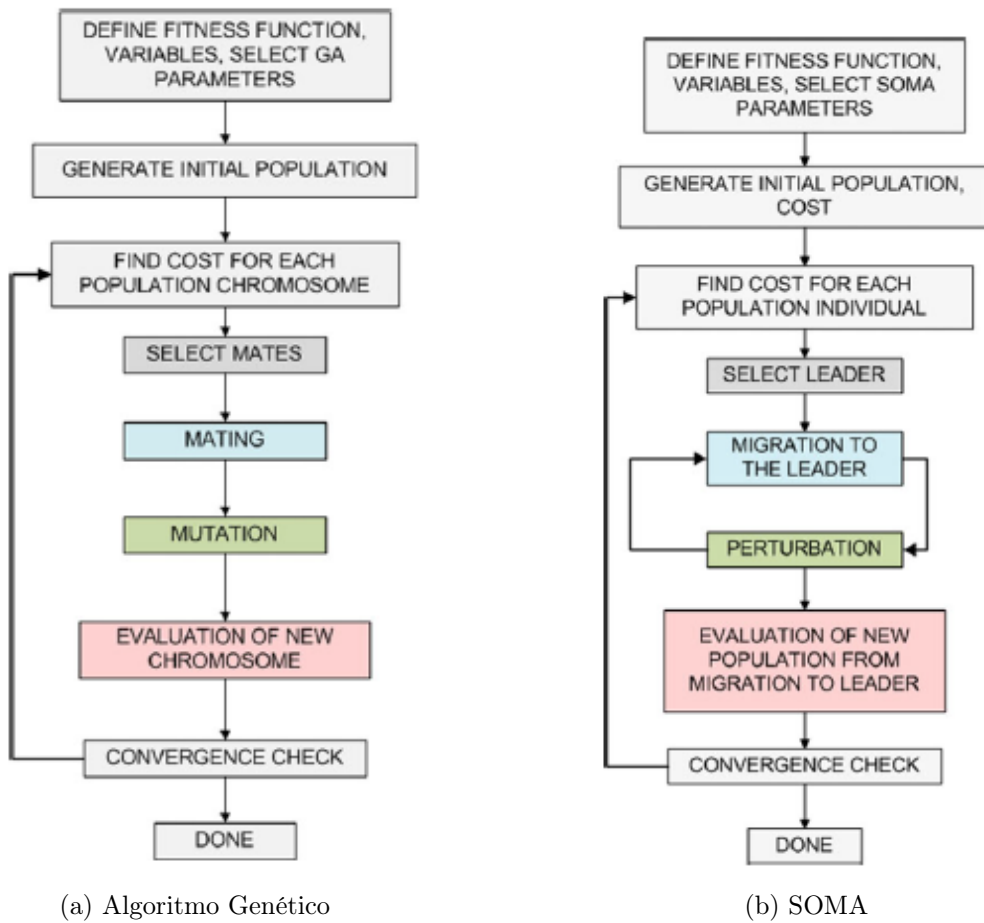 DEFINE FITNESS FUNCTION,
VARIABLES, SELECT GA
PARAMETERS
GENERATE INITIAL POPULATION
FIND COST FOR EACH
POPULATION CHROMOSOME
SELECT MATES
MATING
MUTATION
EVALUATION OF NEW
CHROMOSOME
CONVERGENCE CHECK
DONE
(a) Algoritmo Genético
DEFINE FITNESS FUNCTION,
VARIABLES, SELECT SOMA
PARAMETERS
GENERATE INITIAL POPULATION,
COST
FIND COST FOR EACH
POPULATION INDIVIDUAL
SELECT LEADER
MIGRATION TO
THE LEADER
PERTURBATION
EVALUATION OF NEW
POPULATION FROM
MIGRATION TO LEADER
CONVERGENCE CHECK
DONE
(b) SOMA